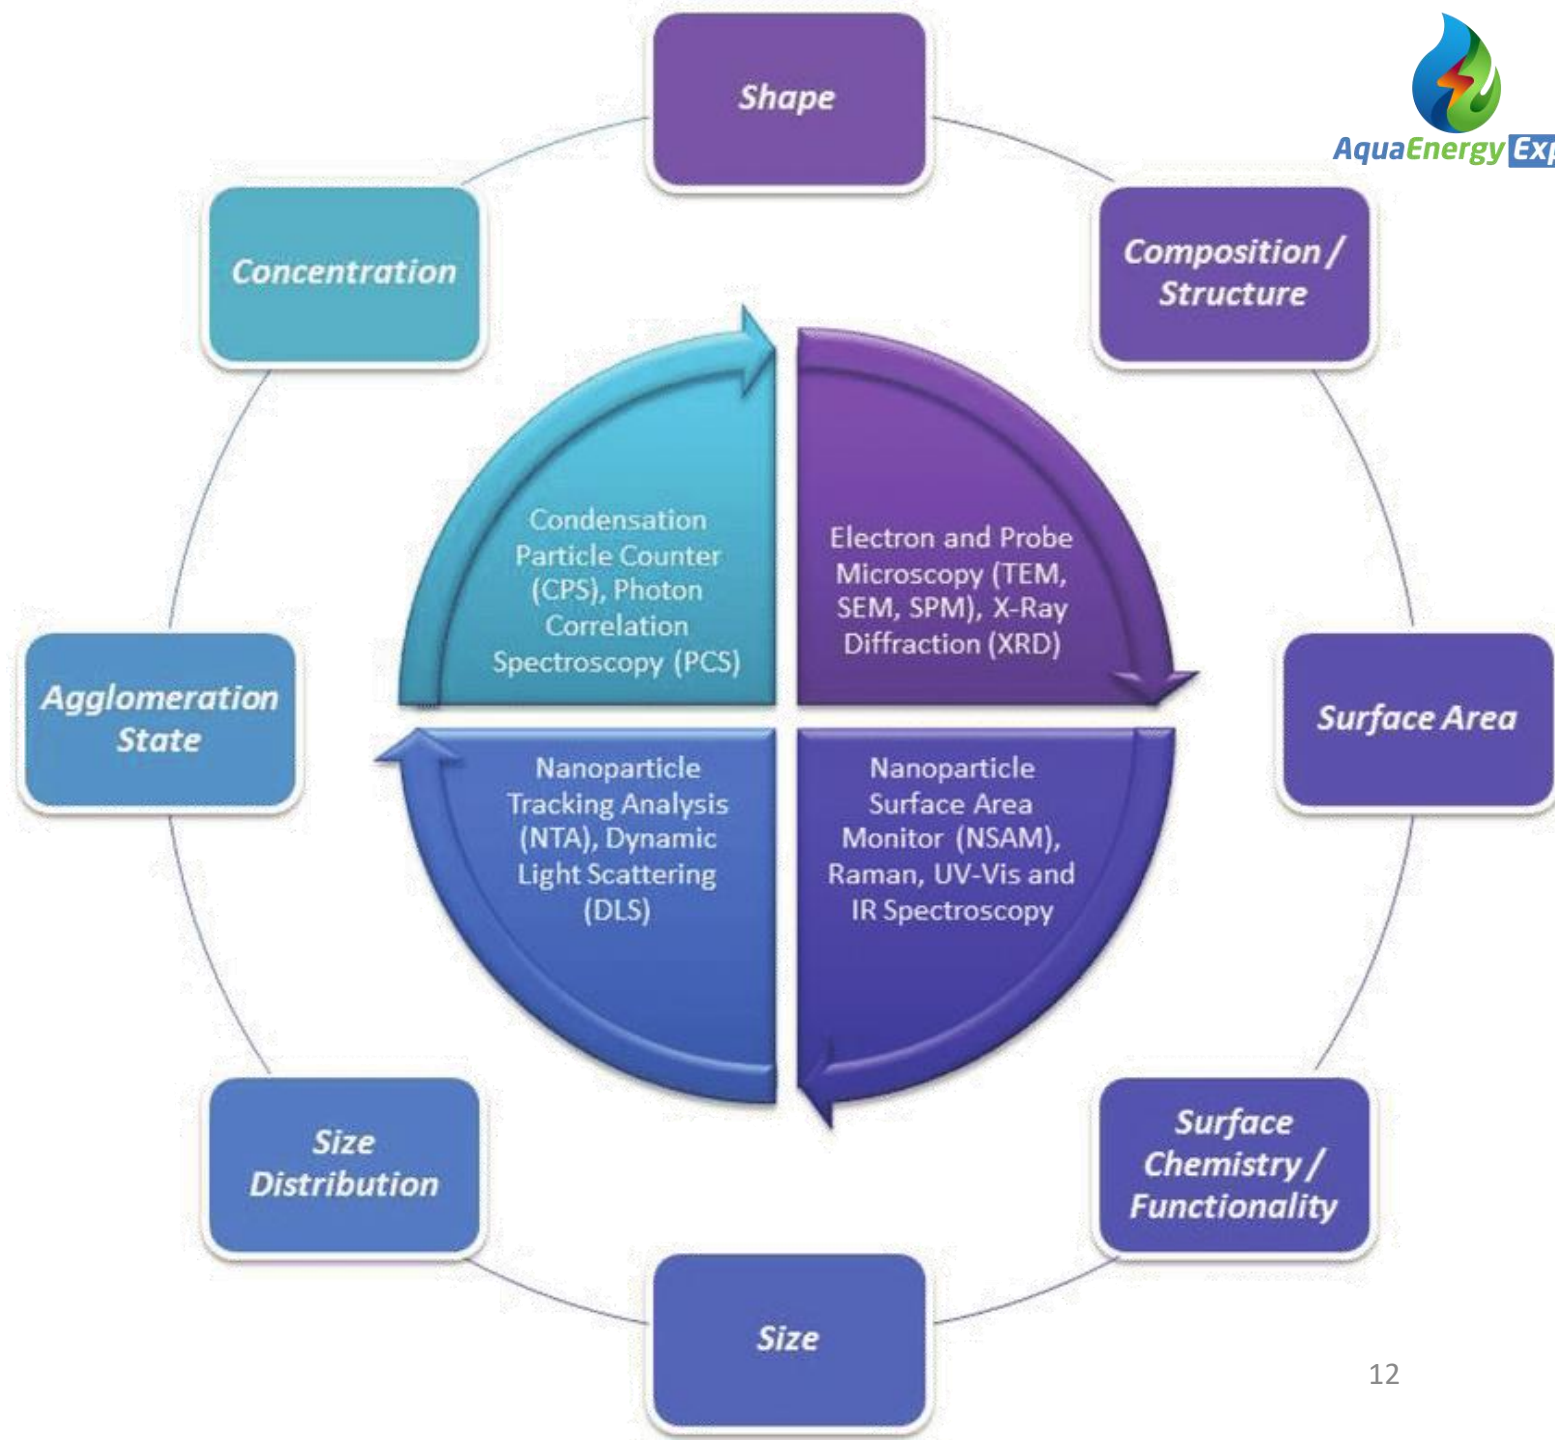 Shape
AquaEnergy Exp
Concentration
Composition /
Structure
Condensation
Particle Counter
(CPS), Photon
Correlation
Spectroscopy (PCS)
Electron and Probe
Microscopy (TEM,
SEM, SPM), X-Ray
Diffraction (XRD)
Agglomeration
State
Surface Area
Nanoparticle
Tracking Analysis
(NTA), Dynamic
Light Scattering
(DLS)
Nanoparticle
Surface Area
Monitor (NSAM),
Raman, UV-Vis and
IR Spectroscopy
Size
Distribution
Surface
Chemistry /
Functionality
Size
12